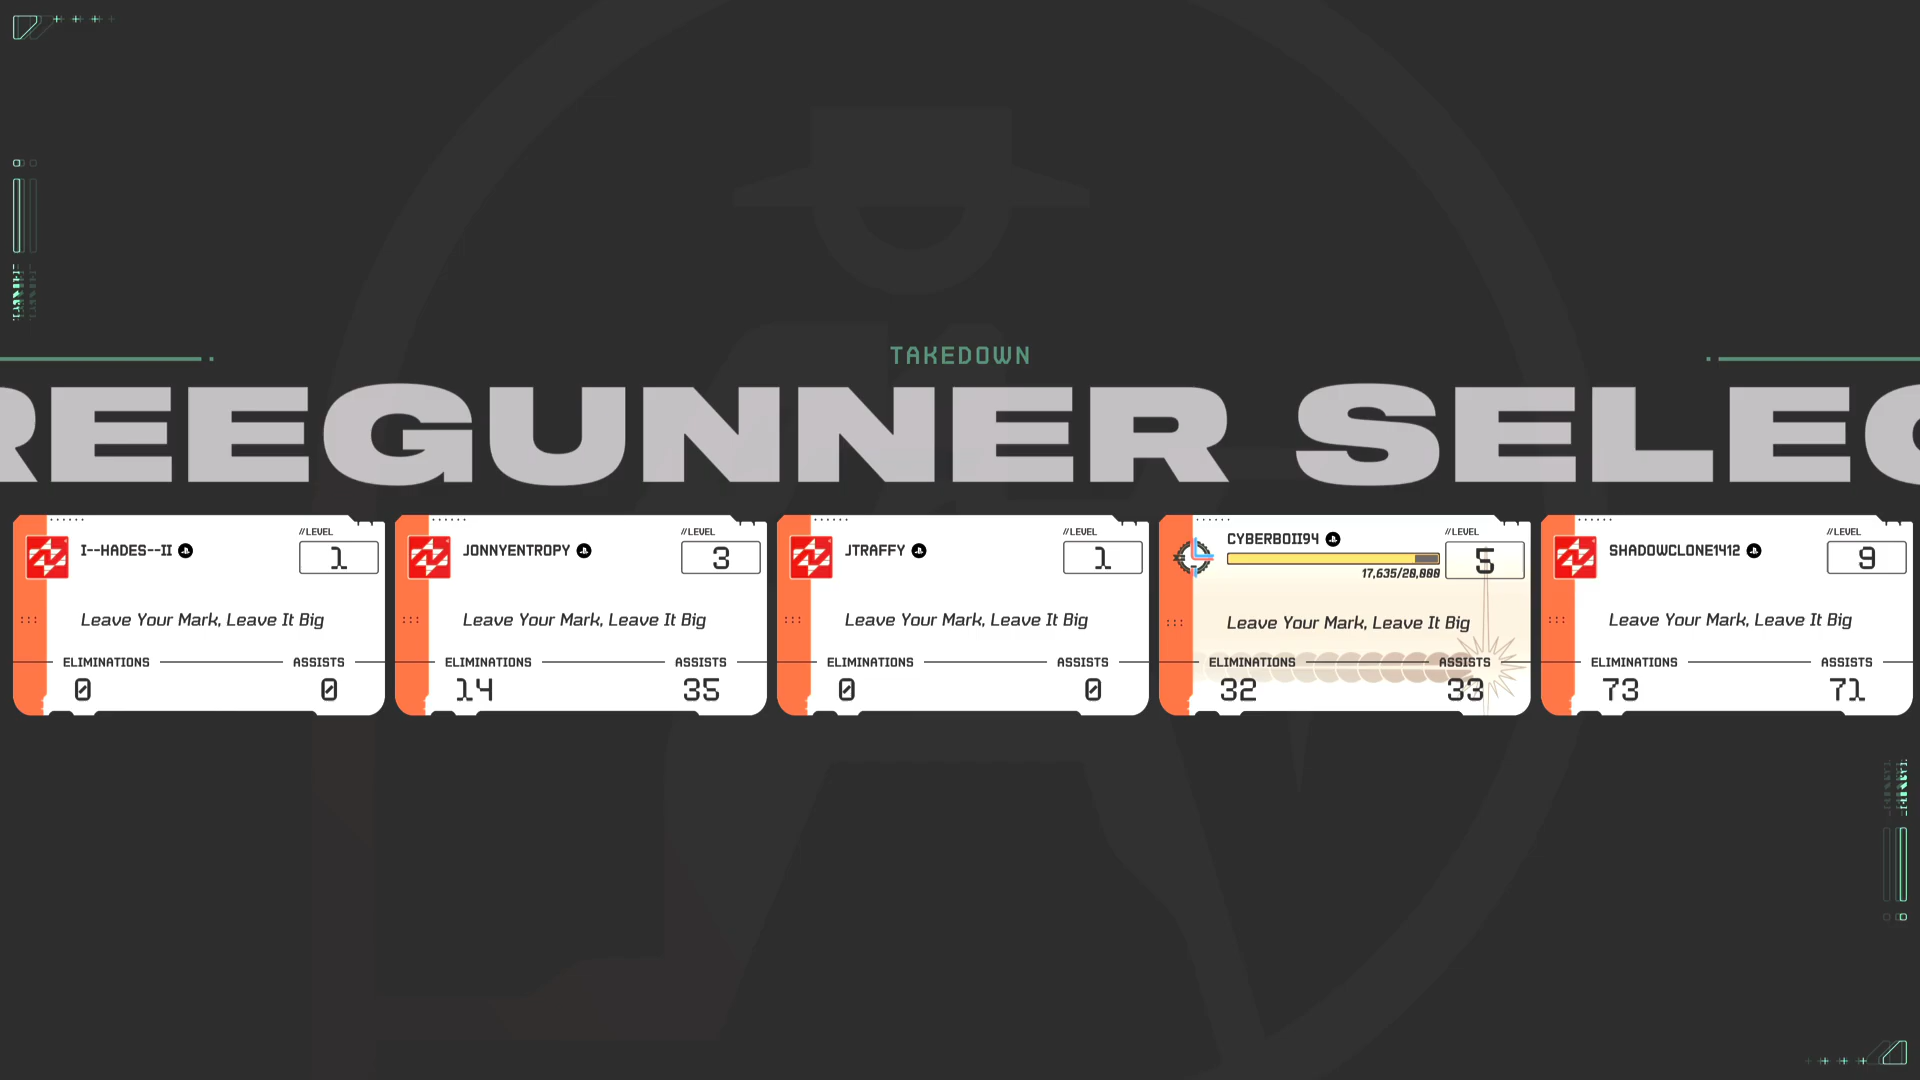 TAKEDOWN
REEGUNNER SELEC
I--HADES--II
//LEVEL
1
Leave Your Mark, Leave It Big
ELIMINATIONS ASSISTS
0 0
JONNYENTROPY
//LEVEL
3
Leave Your Mark, Leave It Big
ELIMINATIONS ASSISTS
14 35
JTRAFFY
//LEVEL
1
Leave Your Mark, Leave It Big
ELIMINATIONS ASSISTS
0 0
CYBERBOII94
//LEVEL
5
17,635/20,000
Leave Your Mark, Leave It Big
ELIMINATIONS ASSISTS
32 33
SHADOWCLONE1412
//LEVEL
9
Leave Your Mark, Leave It Big
ELIMINATIONS ASSISTS
73 71